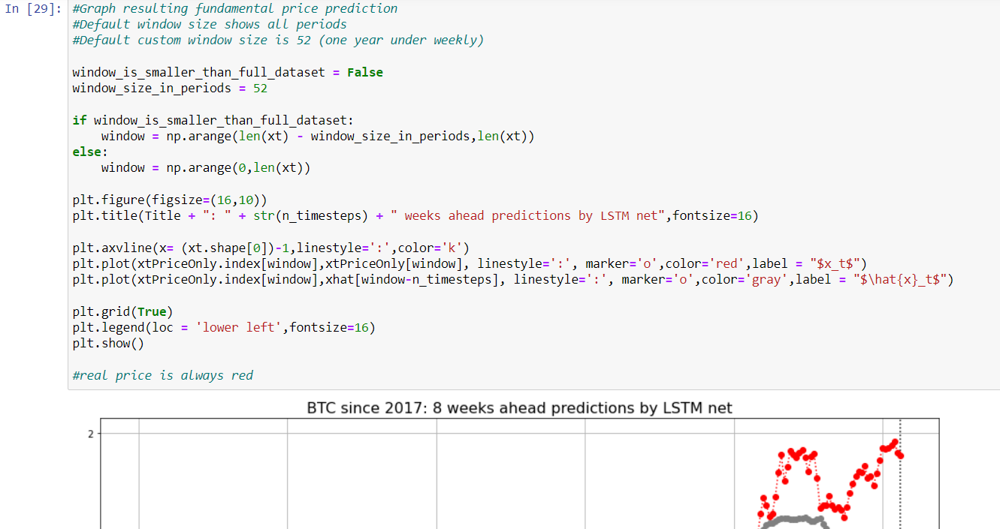 In [29]: #Graph resulting fundamental price prediction
#Default window size shows all periods
#Default custom window size is 52 (one year under weekly)
window_is_smaller_than_full_dataset = False
window_size_in_periods = 52
if window_is_smaller_than_full_dataset:
    window = np.arange(len(xt) - window_size_in_periods,len(xt))
else:
    window = np.arange(0,len(xt))
plt.figure(figsize=(16,10))
plt.title(Title + ": " + str(n_timesteps) + " weeks ahead predictions by LSTM net",fontsize=16)
plt.axvline(x= (xt.shape[0])-1,linestyle=':',color='k')
plt.plot(xtPriceOnly.index[window],xtPriceOnly[window], linestyle=':', marker='o',color='red',label = "$x_t$")
plt.plot(xtPriceOnly.index[window],xhat[window-n_timesteps], linestyle=':', marker='o',color='gray',label = "$\hat{x}_t$")
plt.grid(True)
plt.legend(loc = 'lower left',fontsize=16)
plt.show()
#real price is always red
BTC since 2017: 8 weeks ahead predictions by LSTM net
2